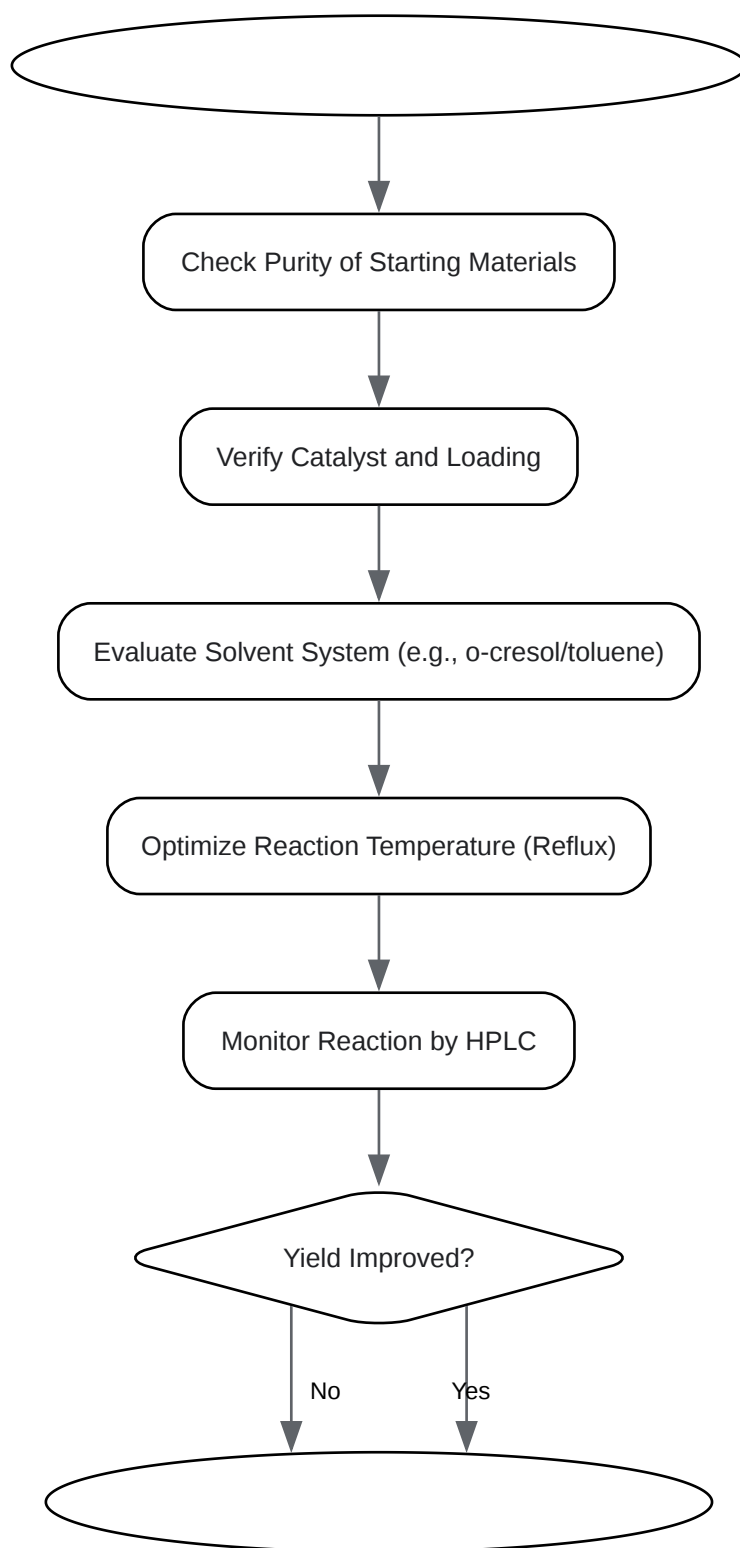 Check Purity of Starting Materials
Verify Catalyst and Loading
Evaluate Solvent System (e.g., o-cresol/toluene)
Optimize Reaction Temperature (Reflux)
Monitor Reaction by HPLC
Yield Improved?
No
Yes